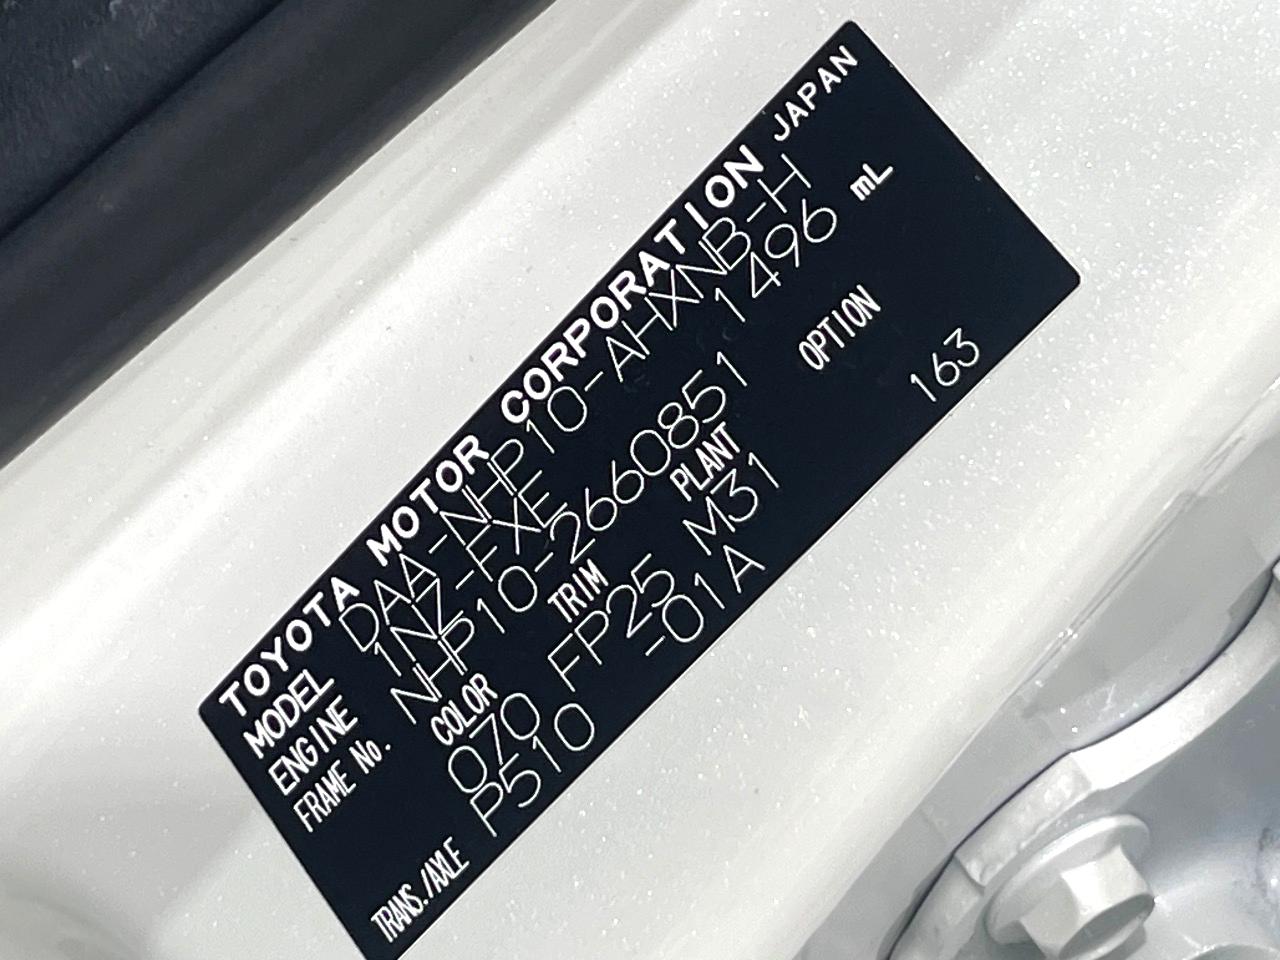 TOYOTA MOTOR CORPORATION JAPAN
MODEL DAA-NHP10-AHXNB-H
ENGINE 1NZ-FXE 1496 mL
FRAME No. NHP10-2660851
COLOR TRIM PLANT OPTION
070 FP25 M31 163
TRANS./AXLE P510 -01A